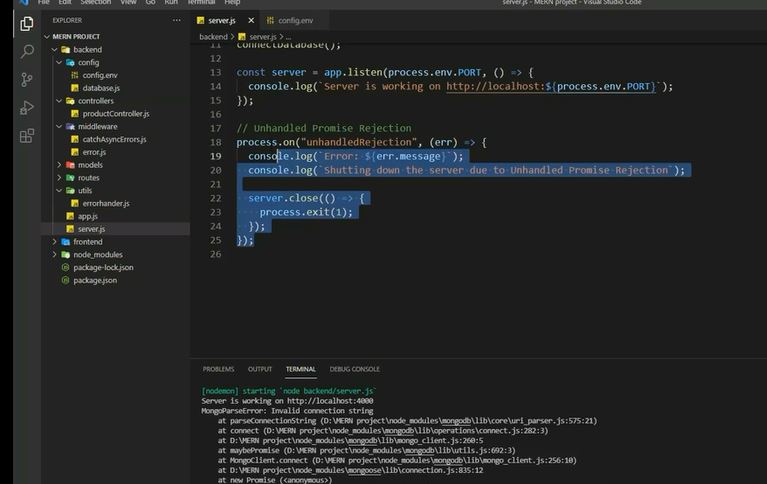 File Edit Selection View Go Run Terminal Help
server.js - MERN project - Visual Studio Code
EXPLORER
MERN PROJECT
backend
config
config.env
database.js
controllers
productController.js
middleware
catchAsyncErrors.js
error.js
models
routes
utils
errorhander.js
app.js
server.js
frontend
node_modules
package-lock.json
package.json
server.js
config.env
backend > server.js > ...
11 connectDatabase();
12
13 const server = app.listen(process.env.PORT, () => {
14 console.log(`Server is working on http://localhost:${process.env.PORT}`);
15 });
16
17 // Unhandled Promise Rejection
18 process.on("unhandledRejection", (err) => {
19 console.log(`Error: ${err.message}`);
20 console.log(`Shutting down the server due to Unhandled Promise Rejection`);
21
22 server.close(() => {
23 process.exit(1);
24 });
25 });
26
PROBLEMS OUTPUT TERMINAL DEBUG CONSOLE
[nodemon] starting `node backend/server.js`
Server is working on http://localhost:4000
MongoParseError: Invalid connection string
at parseConnectionString (D:\MERN project\node_modules\mongodb\lib\core\uri_parser.js:575:21)
at connect (D:\MERN project\node_modules\mongodb\lib\operations\connect.js:282:3)
at D:\MERN project\node_modules\mongodb\lib\mongo_client.js:260:5
at maybePromise (D:\MERN project\node_modules\mongodb\lib\utils.js:692:3)
at MongoClient.connect (D:\MERN project\node_modules\mongodb\lib\mongo_client.js:256:10)
at D:\MERN project\node_modules\mongoose\lib\connection.js:835:12
at new Promise (<anonymous>)